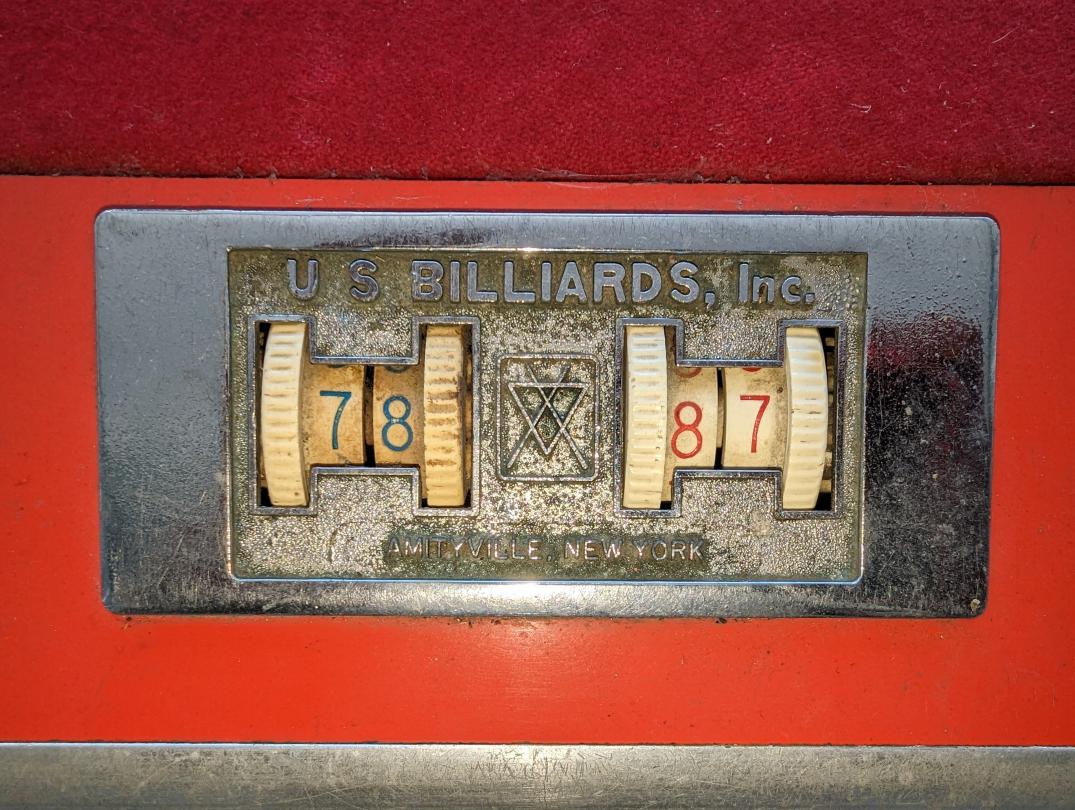 U S BILLIARDS, Inc.
78 87
AMITYVILLE, NEW YORK